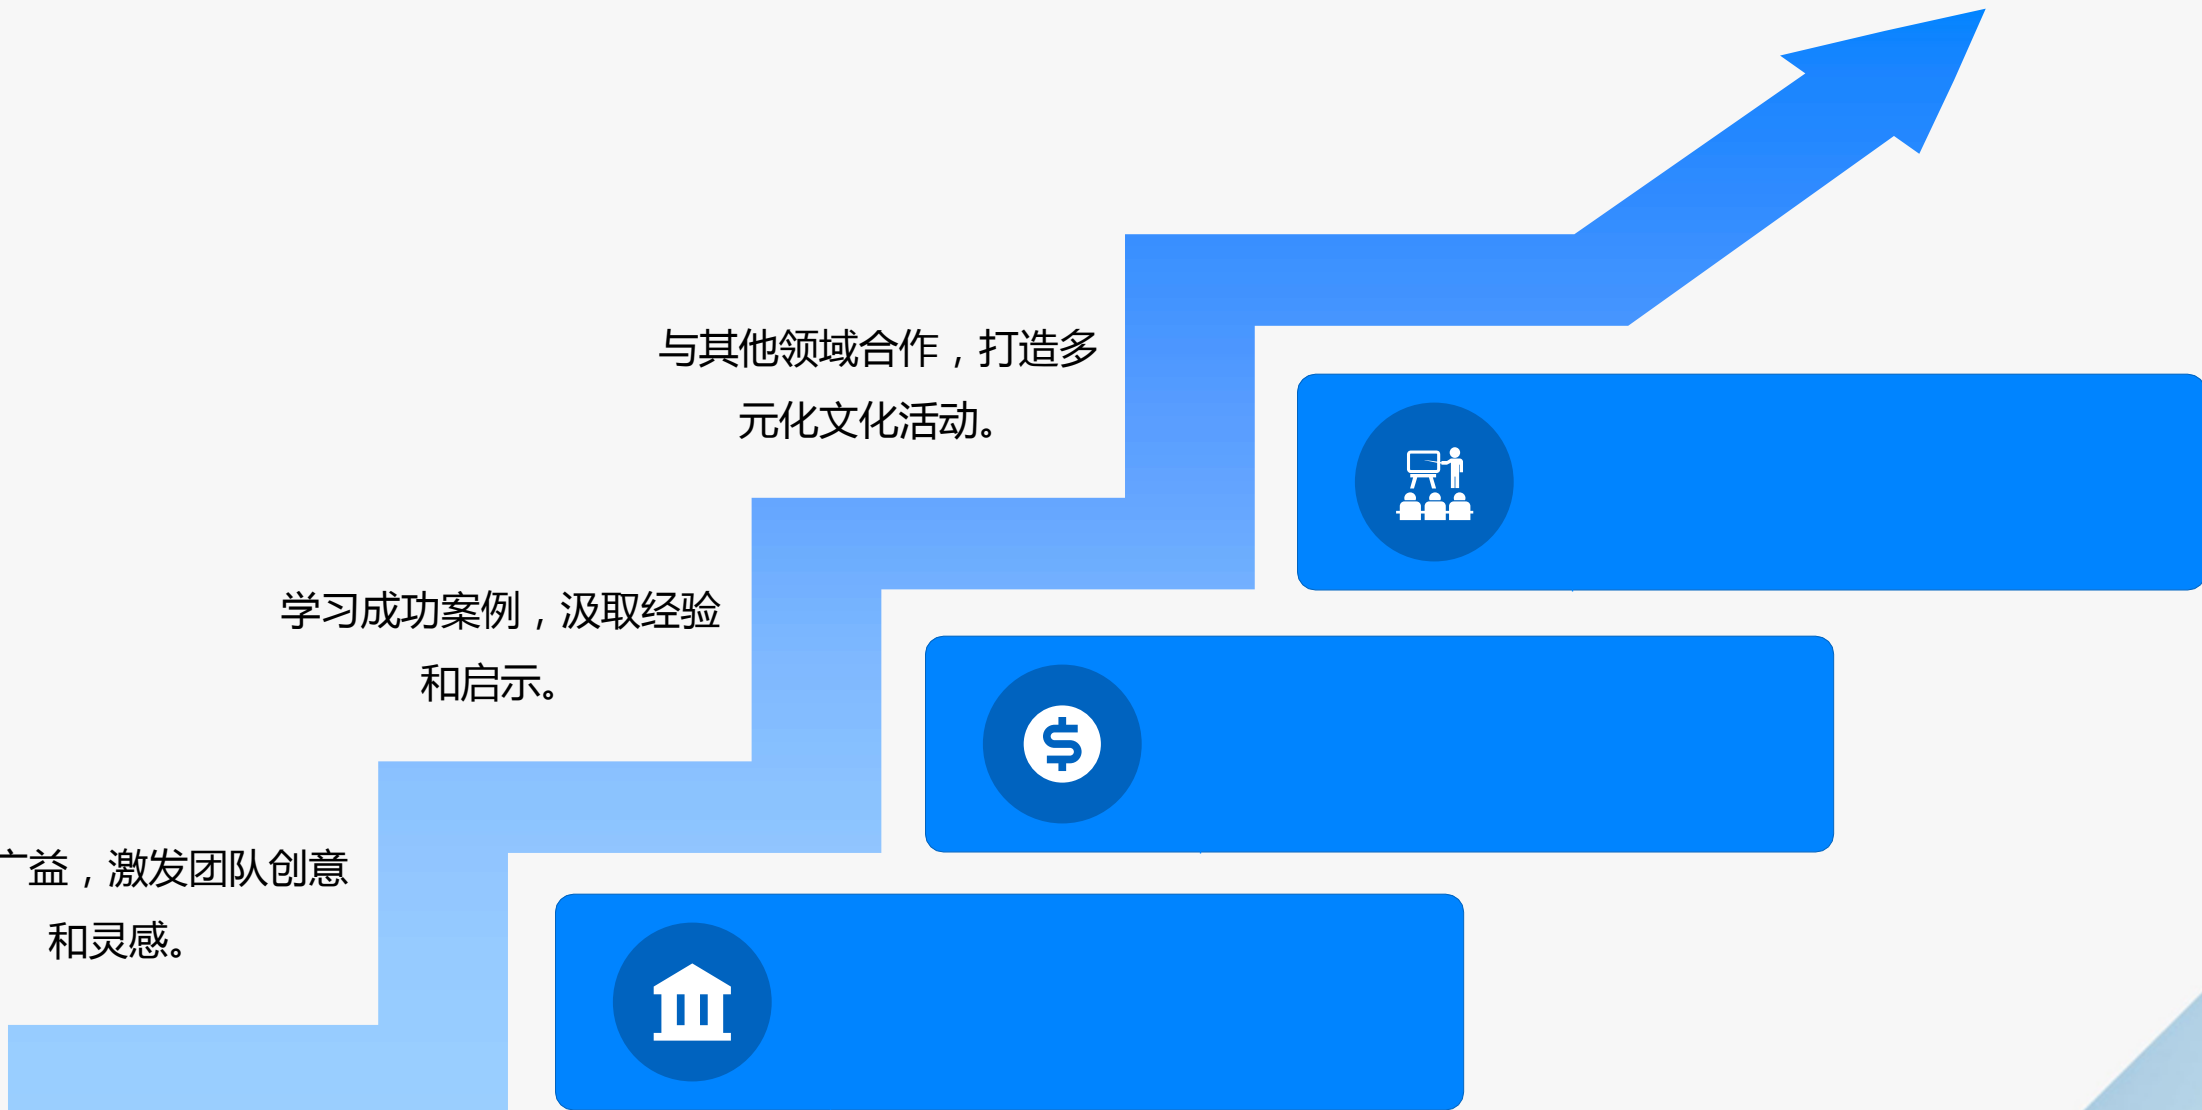 与其他领域合作，打造多
元化文化活动。
学习成功案例，汲取经验
和启示。
益，激发团队创意
和灵感。